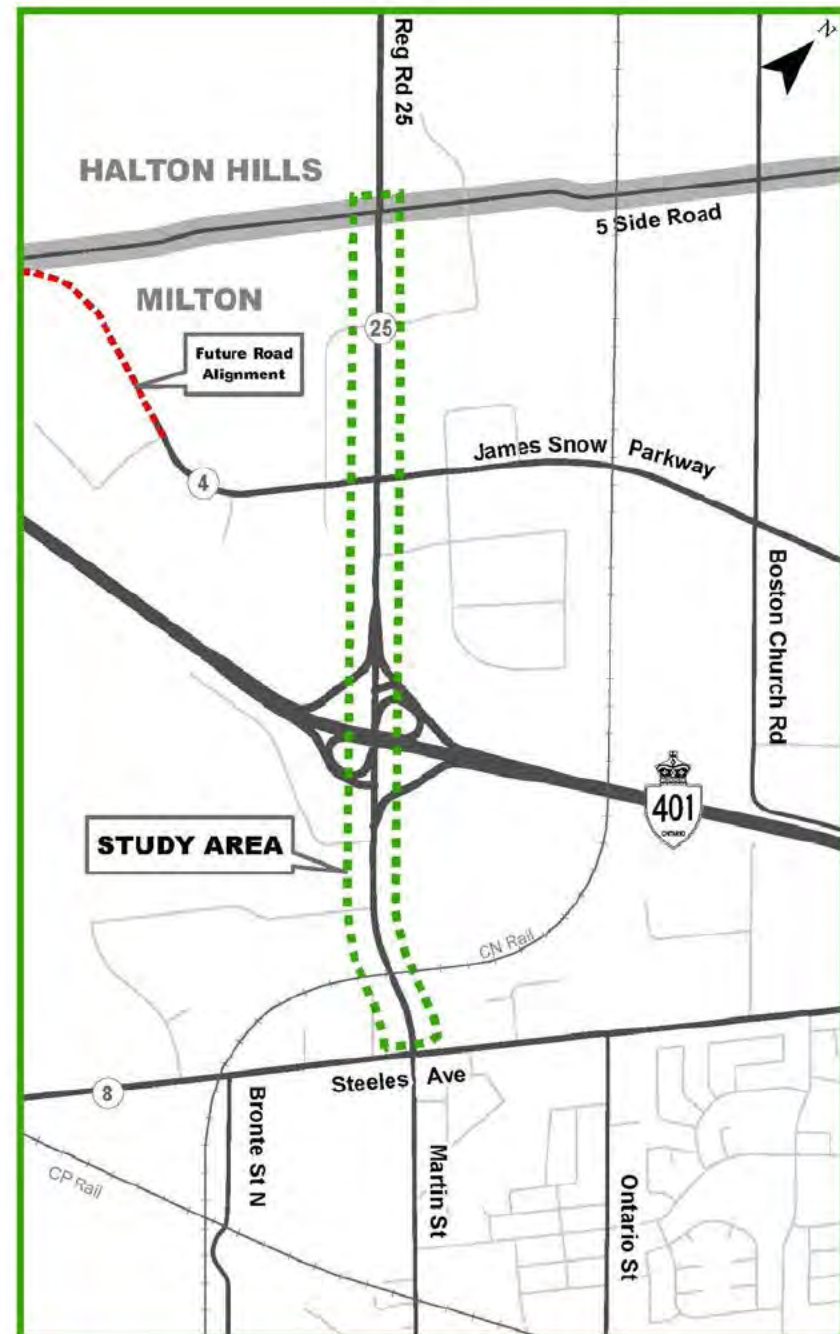 N
Reg Rd 25
HALTON HILLS
5 Side Road
MILTON
25
Future Road
Alignment
James Snow Parkway
4
Boston Church Rd
401
ONTARIO
STUDY AREA
CN Rail
Steeles Ave
8
Bronte St N
Martin St
Ontario St
CP Rail